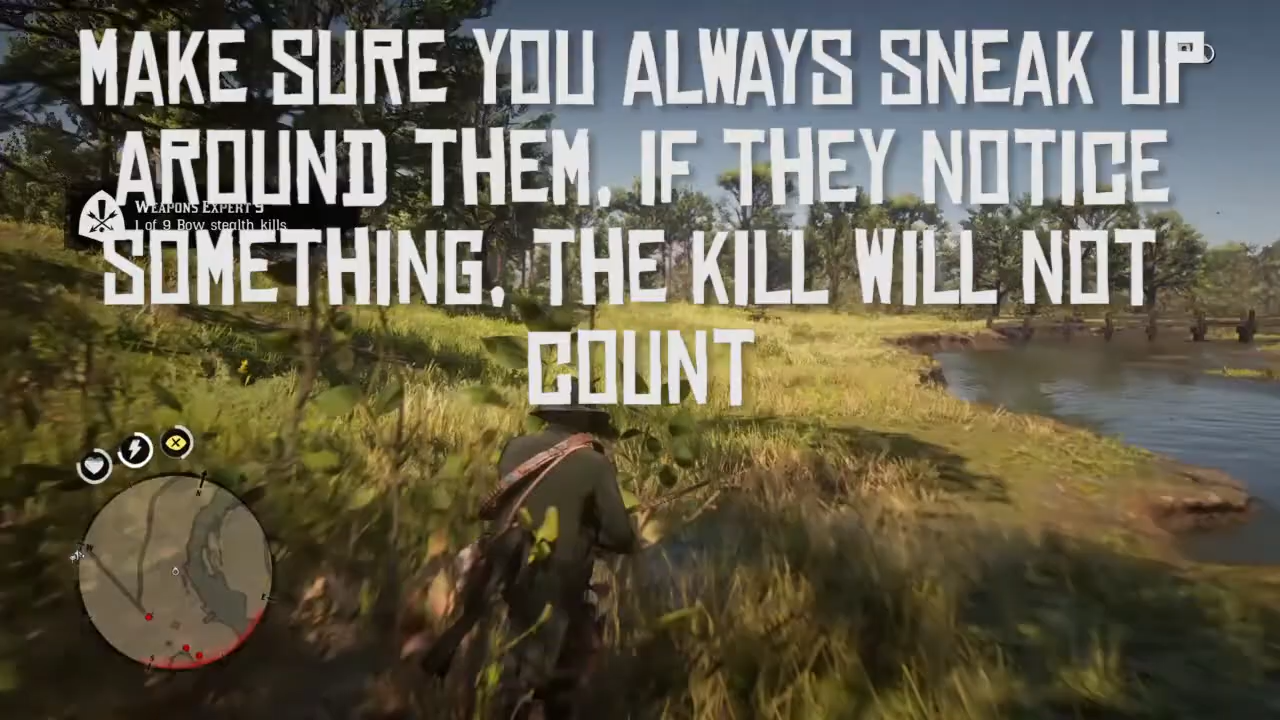 MAKE SURE YOU ALWAYS SNEAK UP
AROUND THEM. IF THEY NOTICE
WEAPONS EXPERT 9
1 of 9 Bow stealth kills
SOMETHING, THE KILL WILL NOT
COUNT
N